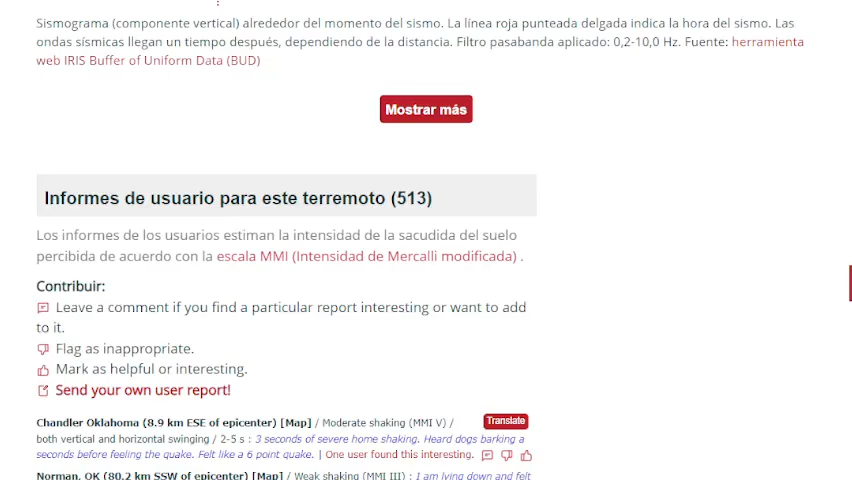 Sismograma (componente vertical) alrededor del momento del sismo. La línea roja punteada delgada indica la hora del sismo. Las
ondas sísmicas llegan un tiempo después, dependiendo de la distancia. Filtro pasabanda aplicado: 0,2-10,0 Hz. Fuente: herramienta
web IRIS Buffer of Uniform Data (BUD)
Mostrar más
Informes de usuario para este terremoto (513)
Los informes de los usuarios estiman la intensidad de la sacudida del suelo
percibida de acuerdo con la escala MMI (Intensidad de Mercalli modificada) .
Contribuir:
Leave a comment if you find a particular report interesting or want to add
to it.
Flag as inappropriate.
Mark as helpful or interesting.
Send your own user report!
Chandler Oklahoma (8.9 km ESE of epicenter) [Map] / Moderate shaking (MMI V) /
Translate
both vertical and horizontal swinging / 2-5 s : 3 seconds of severe home shaking. Heard dogs barking a
seconds before feeling the quake. Felt like a 6 point quake. | One user found this interesting.
Norman, OK (80.2 km SSW of epicenter) [Map] / Weak shaking (MMI III) : I am lying down and felt